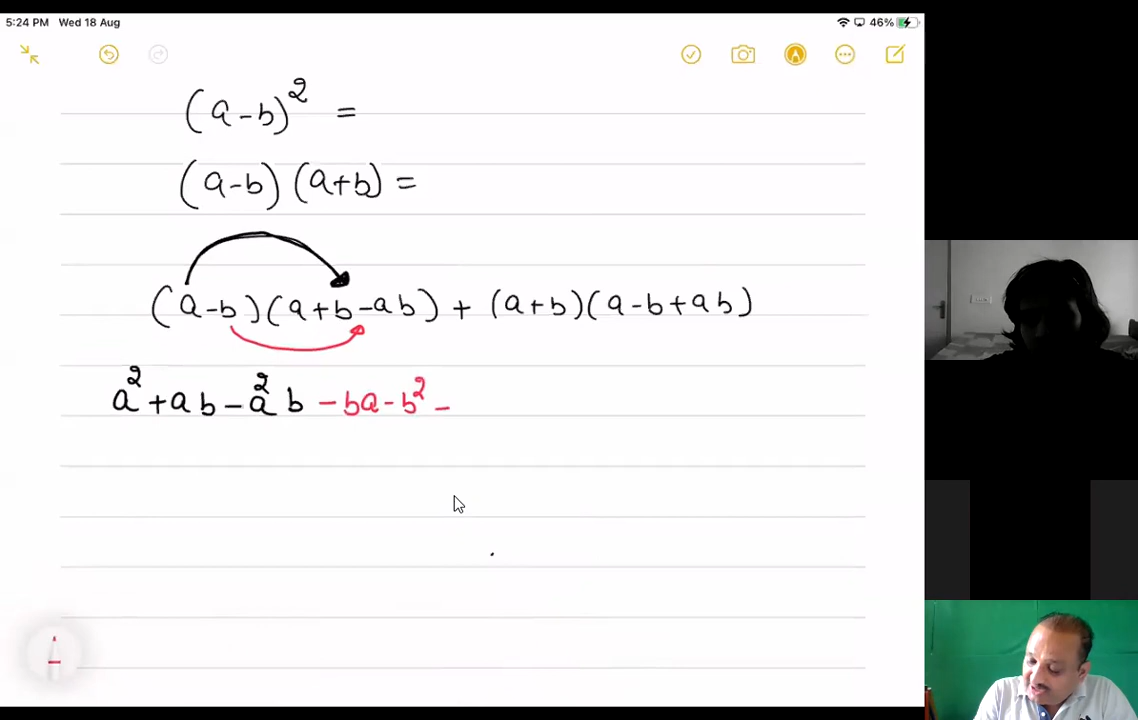 5:24 PM Wed 18 Aug 46%
(a-b)² =
(a-b) (a+b) =
(a-b)(a+b-ab) + (a+b)(a-b+ab)
a² + ab - a²b - ba - b² -